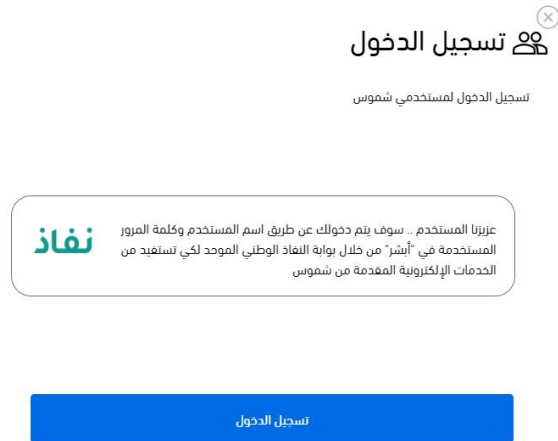 تسجيل الدخول
تسجيل الدخول لمستخدمي شموس
عزيزنا المستخدم .. سوف يتم دخولك عن طريق اسم المستخدم وكلمة المرور
المستخدمة في "أبشر" من خلال بوابة النفاذ الوطني الموحد لكي تستفيد من
الخدمات الإلكترونية المقدمة من شموس
نفاذ
تسجيل الدخول